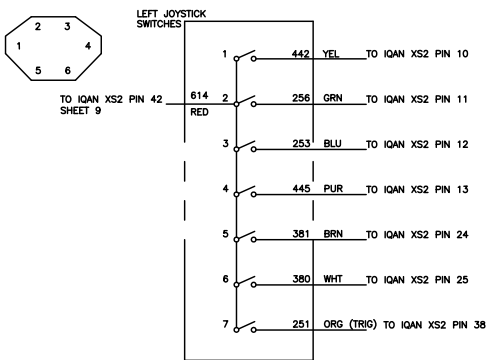 LEFT JOYSTICK
SWITCHES
2 3
1 4
5 6
1 442 YEL TO IQAN XS2 PIN 10
TO IQAN XS2 PIN 42 614 2 256 GRN TO IQAN XS2 PIN 11
SHEET 9 RED
3 253 BLU TO IQAN XS2 PIN 12
4 445 PUR TO IQAN XS2 PIN 13
5 381 BRN TO IQAN XS2 PIN 24
6 380 WHT TO IQAN XS2 PIN 25
7 251 ORG (TRIG) TO IQAN XS2 PIN 38